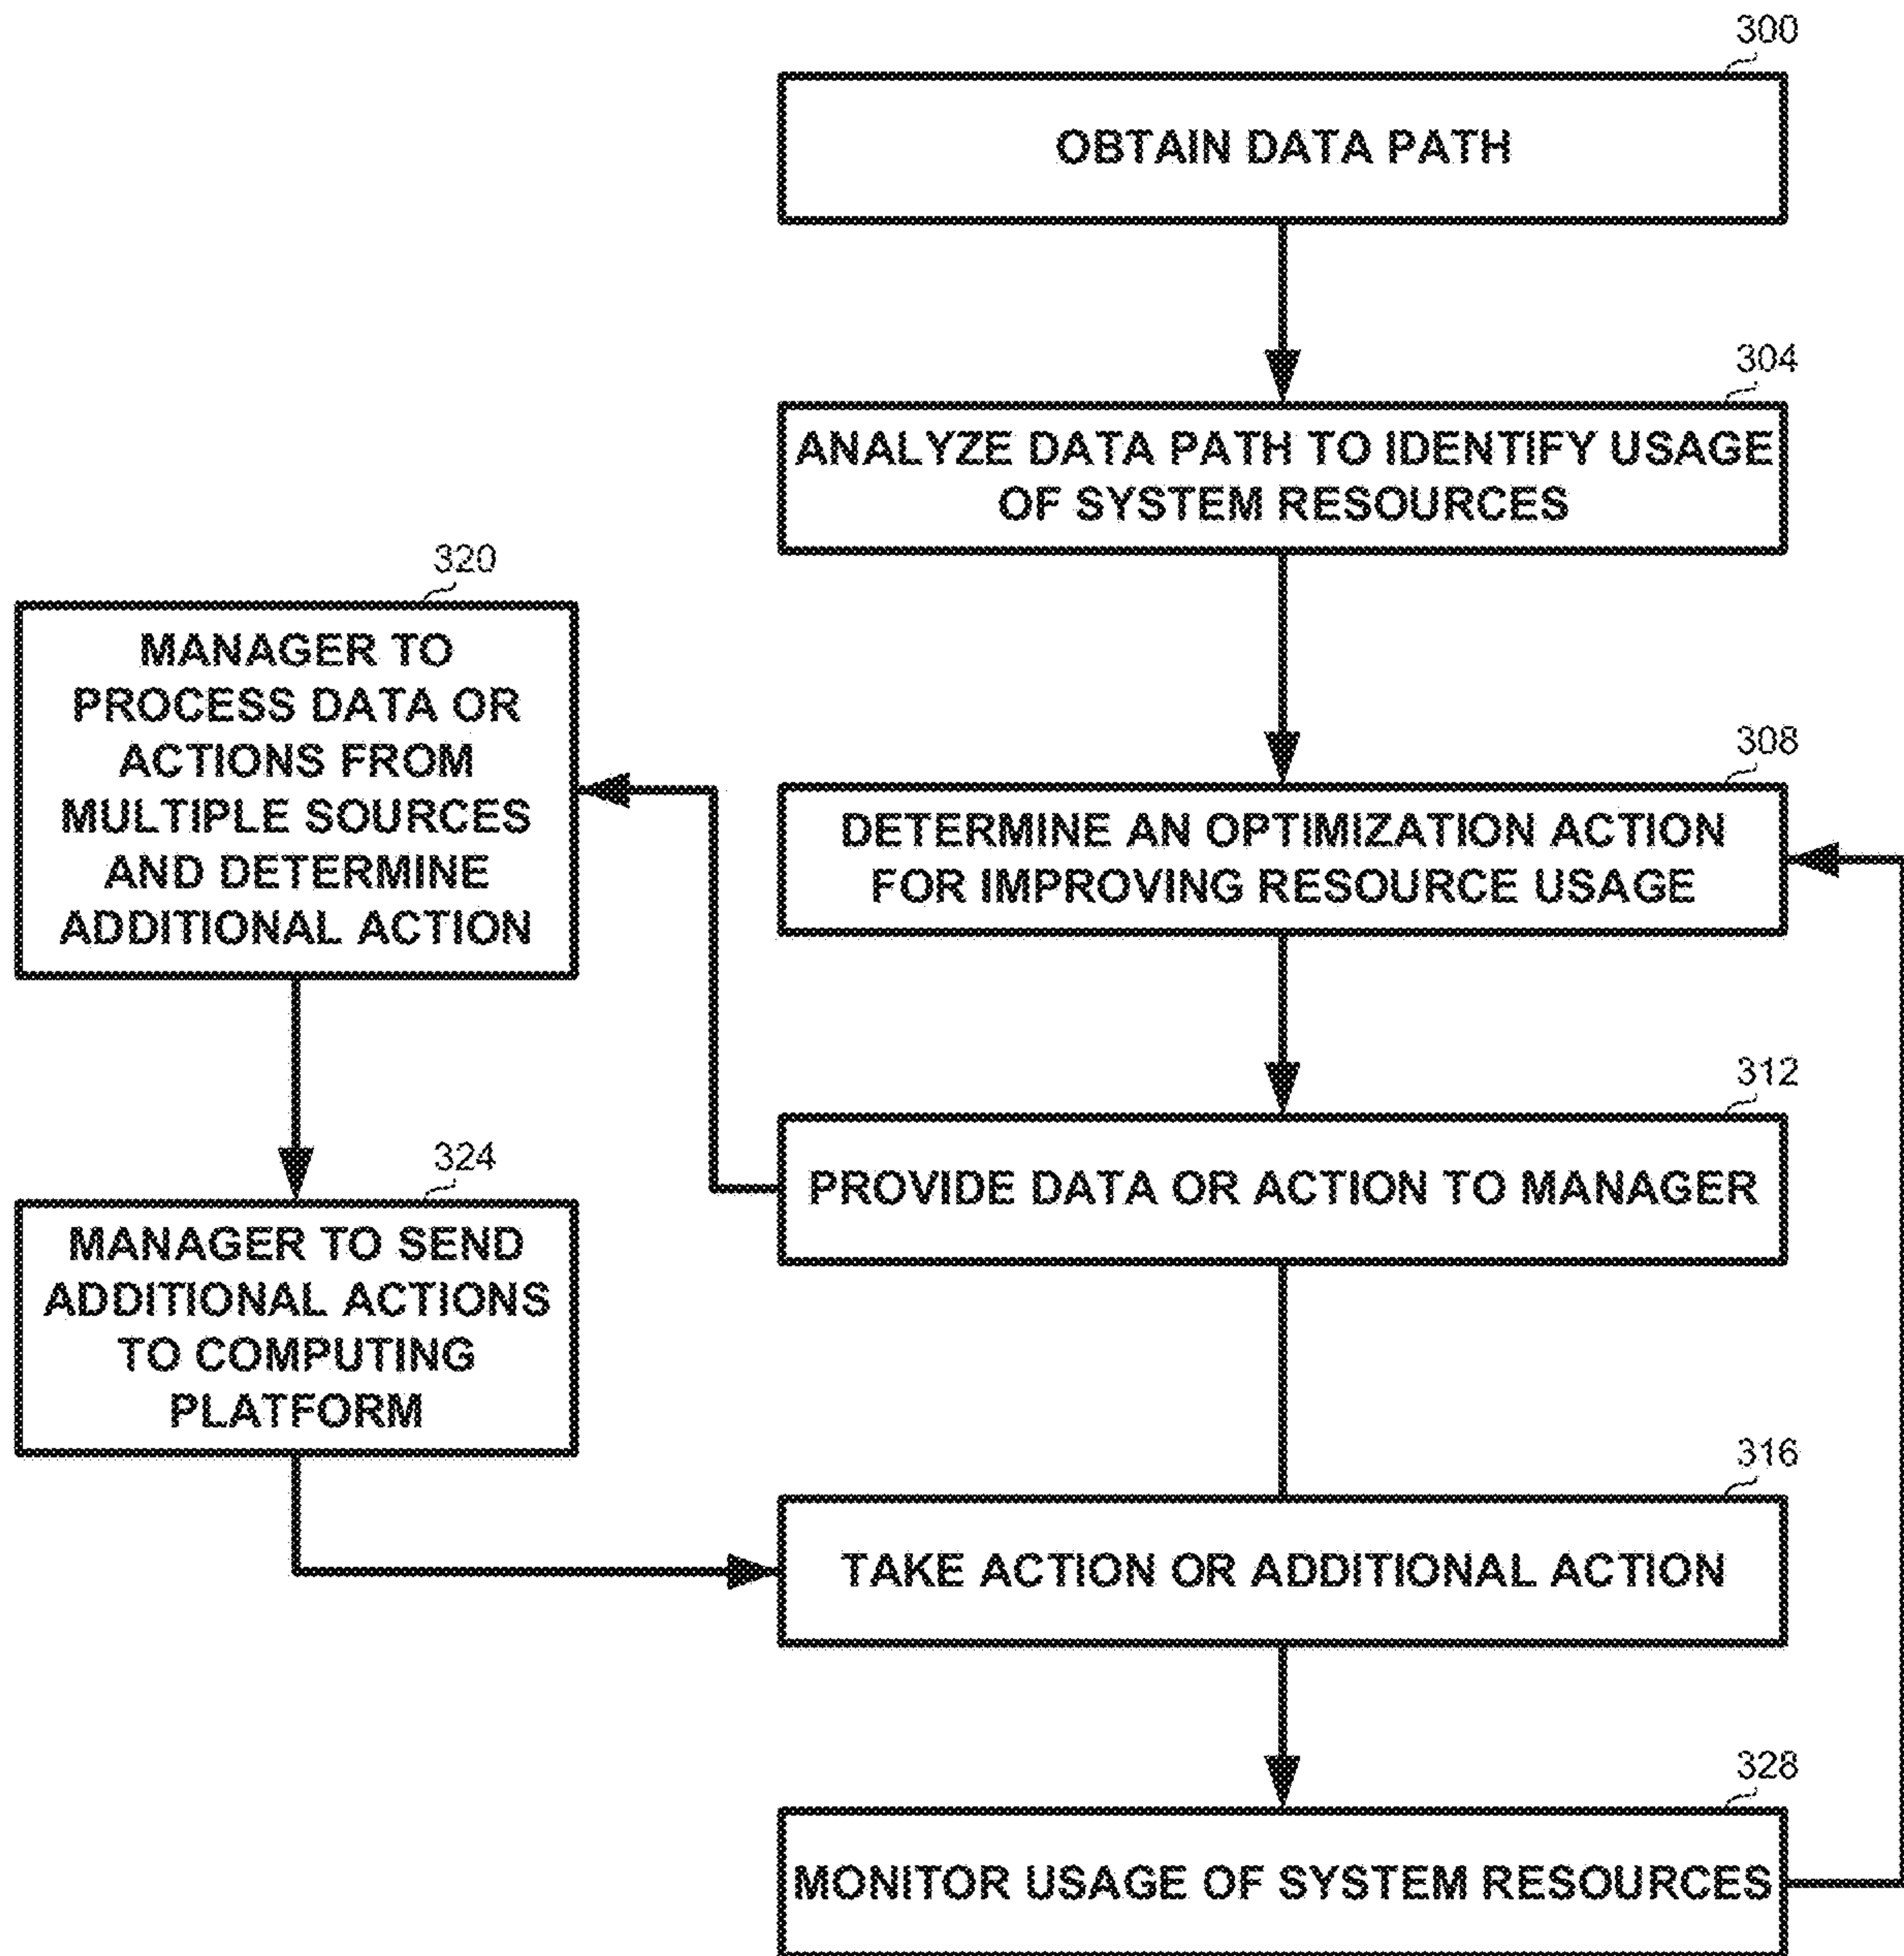 300
OBTAIN DATA PATH
304
ANALYZE DATA PATH TO IDENTIFY USAGE
OF SYSTEM RESOURCES
320
MANAGER TO
PROCESS DATA OR
ACTIONS FROM
MULTIPLE SOURCES
AND DETERMINE
ADDITIONAL ACTION
308
DETERMINE AN OPTIMIZATION ACTION
FOR IMPROVING RESOURCE USAGE
312
PROVIDE DATA OR ACTION TO MANAGER
324
MANAGER TO SEND
ADDITIONAL ACTIONS
TO COMPUTING
PLATFORM
316
TAKE ACTION OR ADDITIONAL ACTION
328
MONITOR USAGE OF SYSTEM RESOURCES